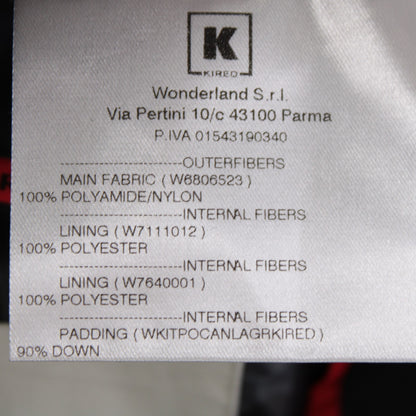 K
KIRED
Wonderland S.r.l.
Via Pertini 10/c 43100 Parma
P.IVA 01543190340
------------------------------OUTERFIBERS
MAIN FABRIC ( W6806523 )
100% POLYAMIDE/NYLON
------------------------------INTERNAL FIBERS
LINING ( W7111012 )
100% POLYESTER
------------------------------INTERNAL FIBERS
LINING ( W7640001 )
100% POLYESTER
------------------------------INTERNAL FIBERS
PADDING ( WKITPOCANLAGRKIRED )
90% DOWN